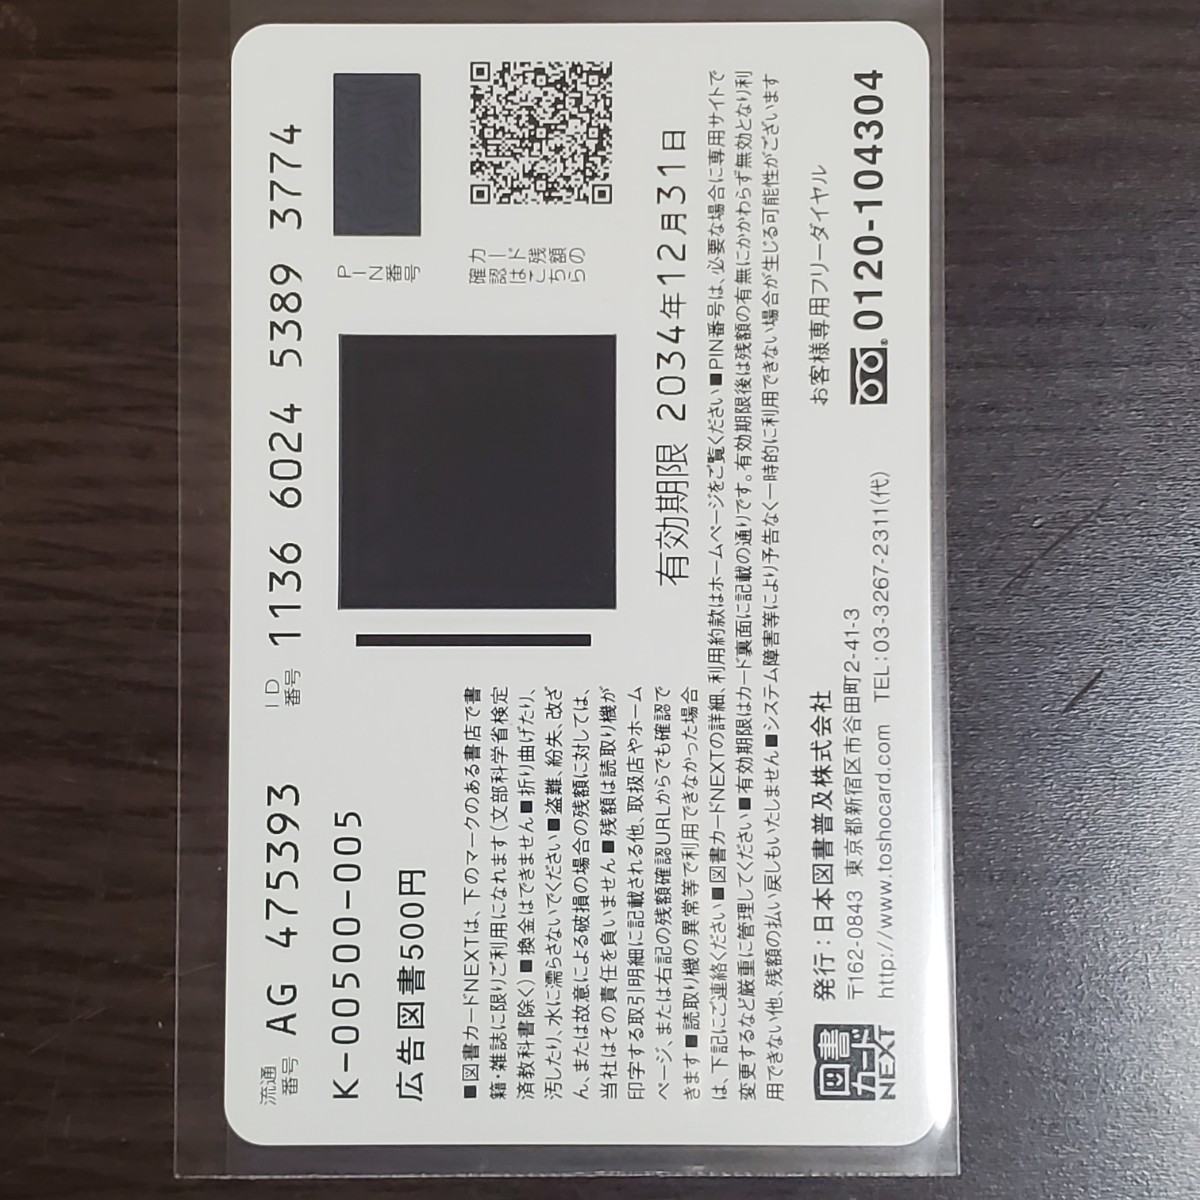 流通番号 AG 475393
ID番号 1136 6024 5389 3774
K-00500-005
広告図書500円
PIN番号
カード残額の
確認はこちら
■図書カードNEXTは、下のマークのある書店で書
籍・雑誌に限りご利用になれます(文部科学省検定
済教科書除く)■換金はできません■折り曲げたり、
汚したり、水に濡らさないでください■盗難、紛失、改ざ
ん、または故意による破損の場合の残額に対しては、
当社はその責任を負いません■残額は読取り機が
印字する取引明細に記載される他、取扱店やホーム
ページ、または右記の残額確認URLからでも確認で
きます■読取り機の異常等で利用できなかった場合
有効期限 2034年12月31日
は、下記にご連絡ください■図書カードNEXTの詳細、利用約款はホームページをご覧ください■PIN番号は、必要な場合に専用サイトで
変更するなど厳重に管理してください■有効期限はカード裏面に記載の通りです。有効期限後は残額の有無にかかわらず無効となり利
用できない他、残額の払い戻しもいたしません■システム障害等により予告なく一時的に利用できない場合が生じる可能性がございます
図書カードNEXT
発行:日本図書普及株式会社
〒162-0843 東京都新宿区市谷田町2-41-3
http://www.toshocard.com TEL:03-3267-2311(代)
お客様専用フリーダイヤル
0120-104304